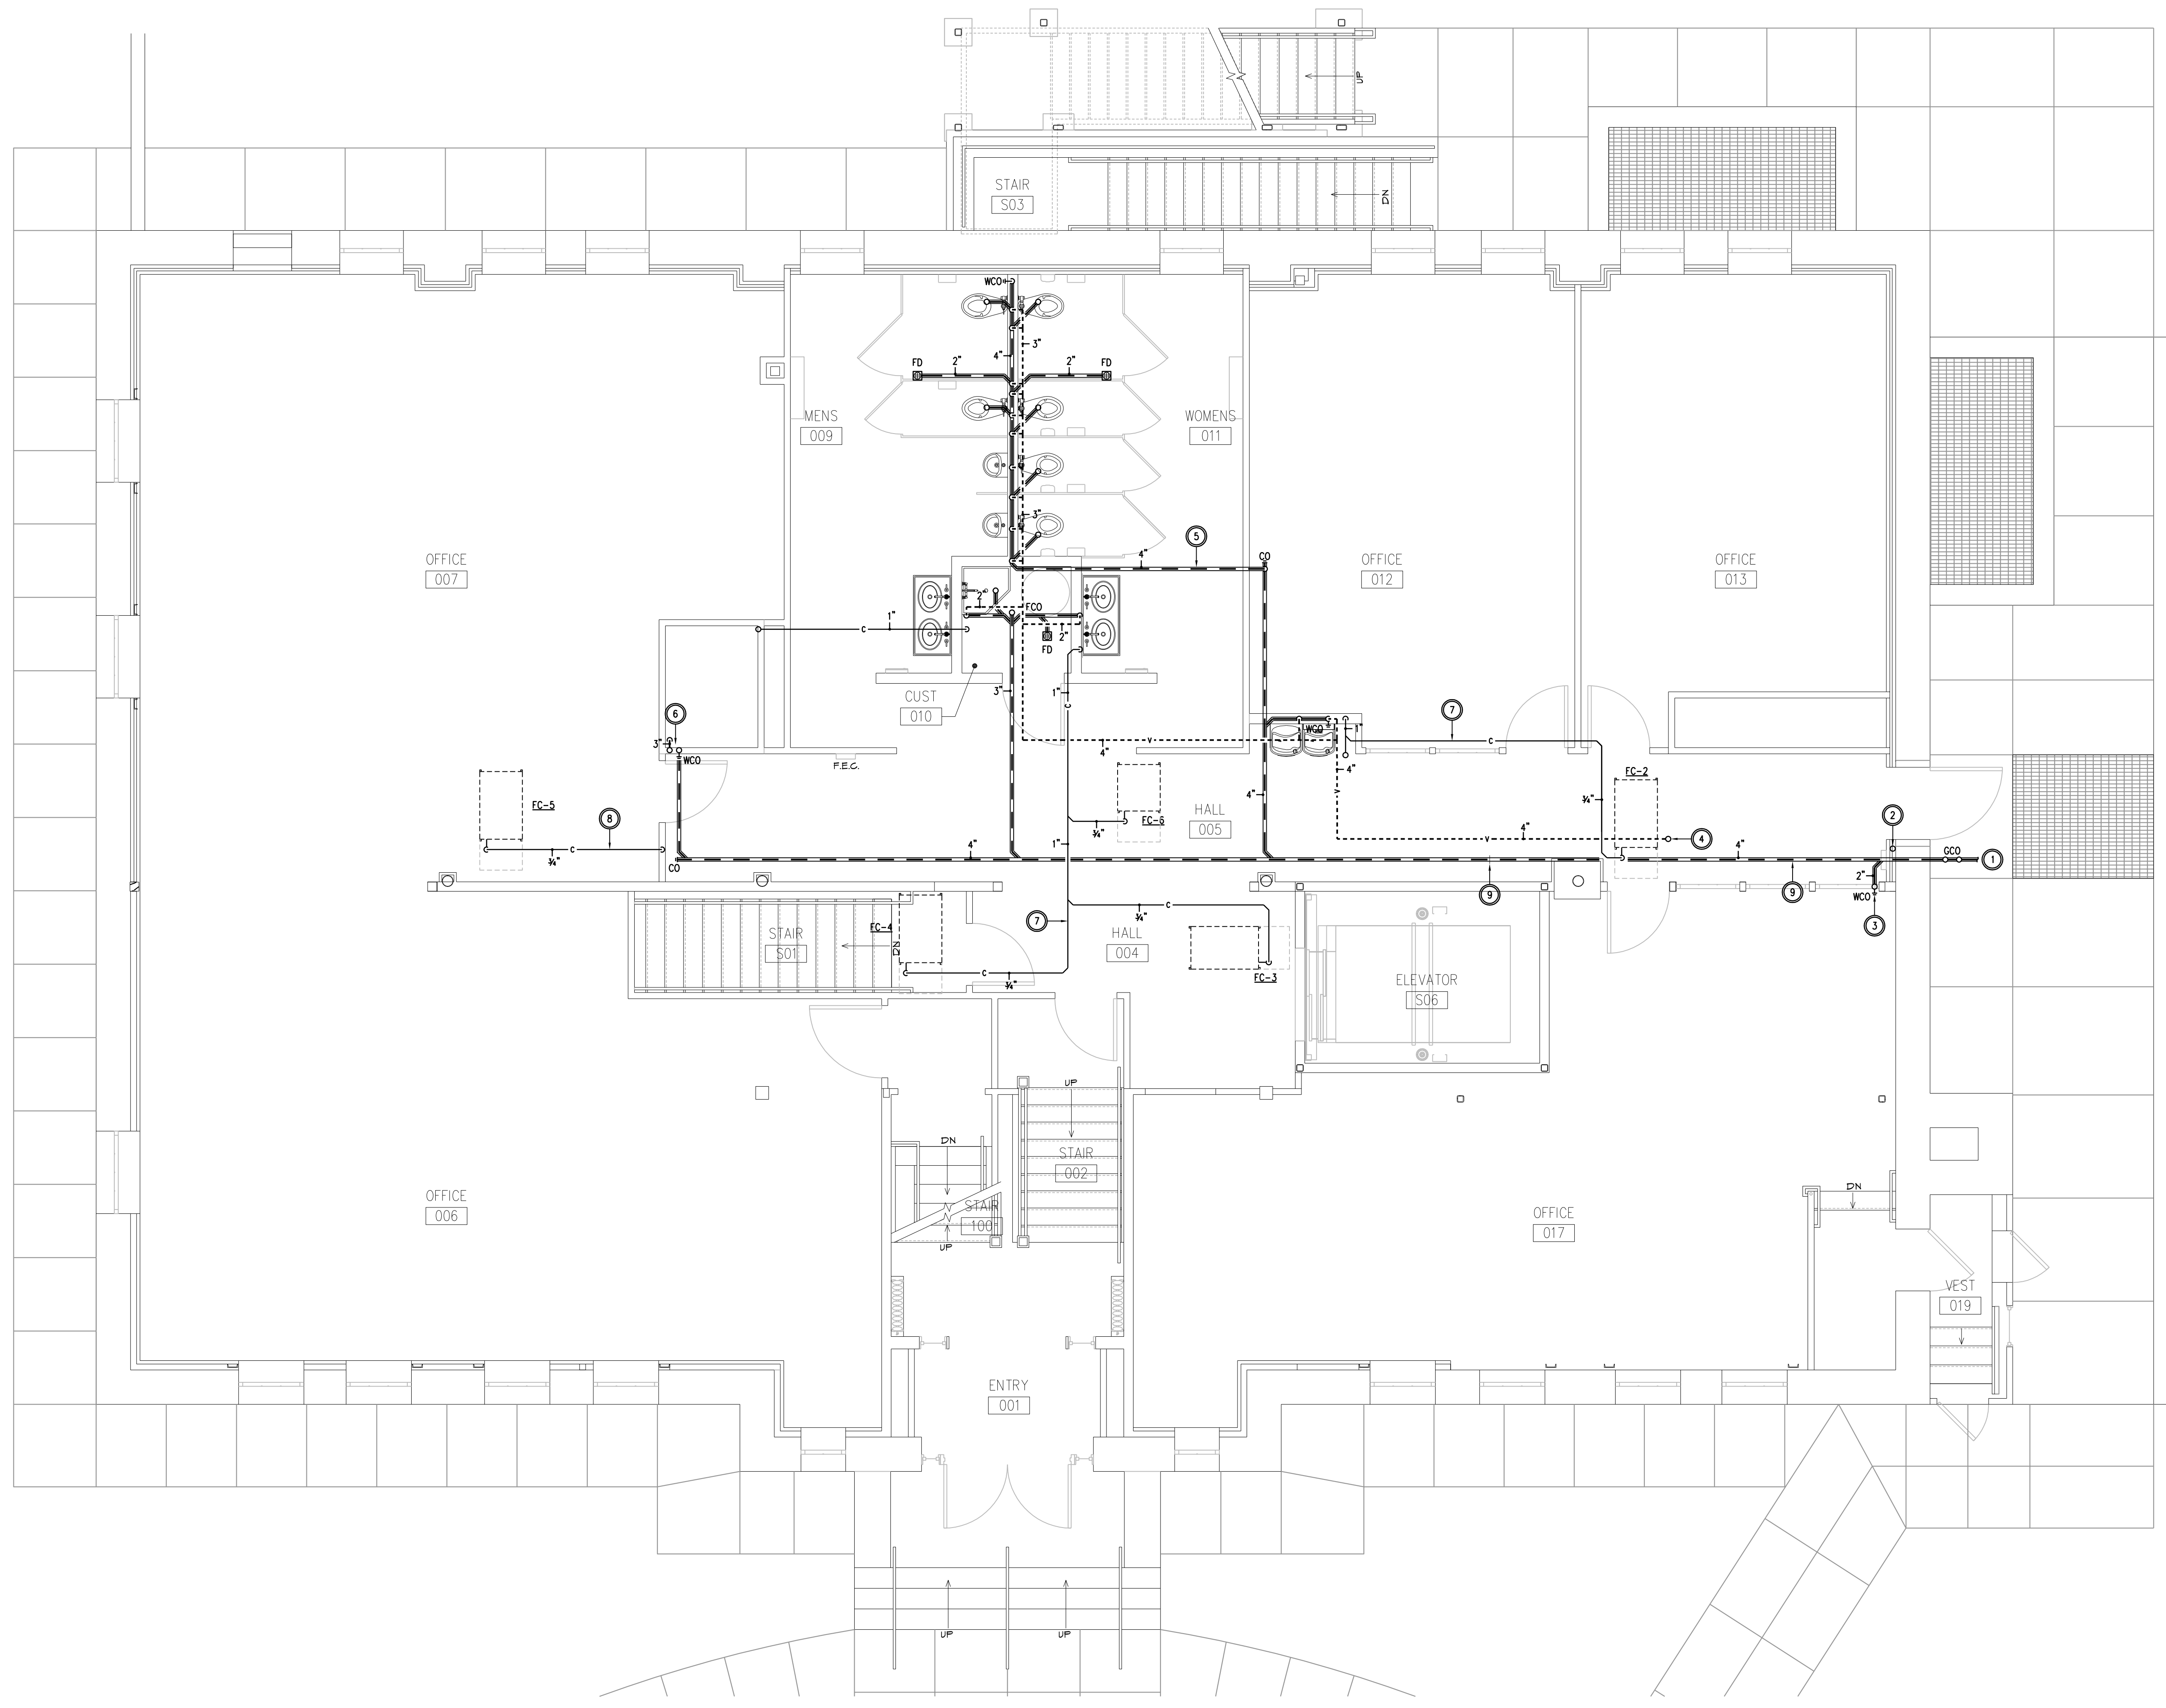 UP
STAIR
S03
DN
WCO
3"
4"
FD
2"
2"
FD
MENS
009
WOMENS
011
3"
5
OFFICE
007
4"
CO
OFFICE
012
OFFICE
013
2"
FCO
1"
C
2"
FD
CUST
010
3"
1"
C
6
3"
WCO
7
WCO
1"
F.E.C.
V
4"
C
4"
FC-5
8
FC-2
4"
V
3/4"
2
HALL
005
FC-6
3/4"
V
4"
4
C
3/4"
4"
1"
4"
GCO
1
CO
2"
9
9
WCO
3
FC-4
STAIR
S01
DN
7
C
3/4"
HALL
004
C
3/4"
FC-3
ELEVATOR
S06
UP
DN
STAIR
002
STAIR
100
UP
OFFICE
006
OFFICE
017
DN
VEST
019
ENTRY
001
UP
UP